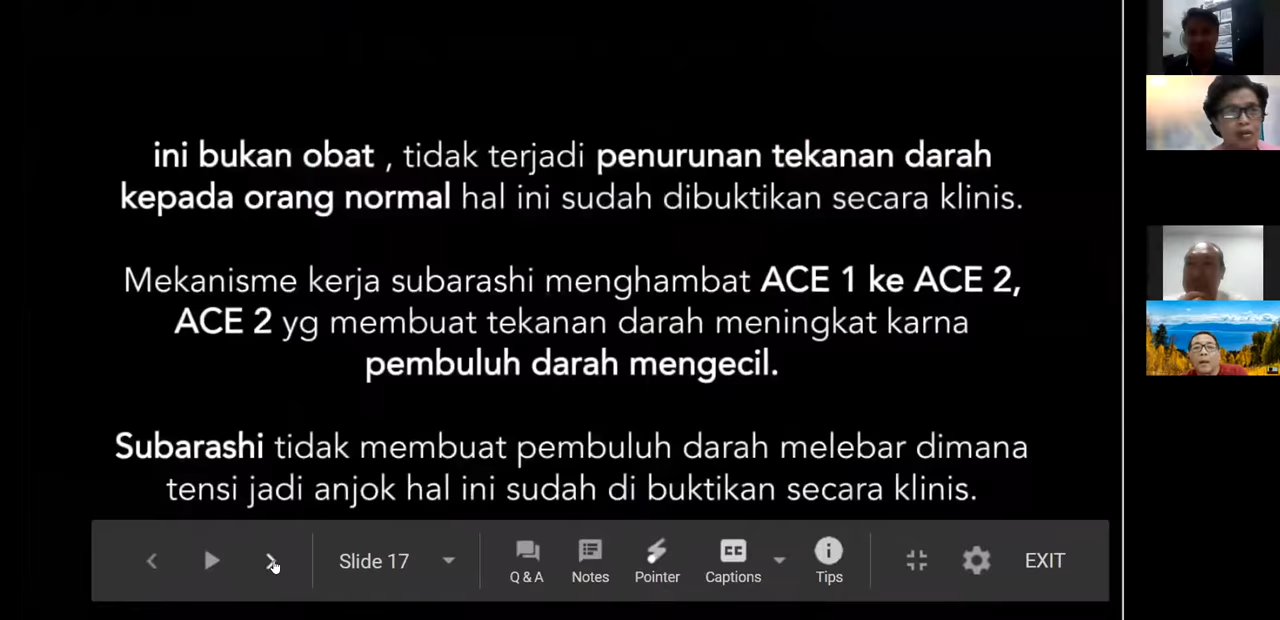 ini bukan obat , tidak terjadi penurunan tekanan darah
kepada orang normal hal ini sudah dibuktikan secara klinis.
Mekanisme kerja subarashi menghambat ACE 1 ke ACE 2,
ACE 2 yg membuat tekanan darah meningkat karna
pembuluh darah mengecil.
Subarashi tidak membuat pembuluh darah melebar dimana
tensi jadi anjok hal ini sudah di buktikan secara klinis.
Slide 17
Q & A
Notes
Pointer
CC
Captions
Tips
EXIT